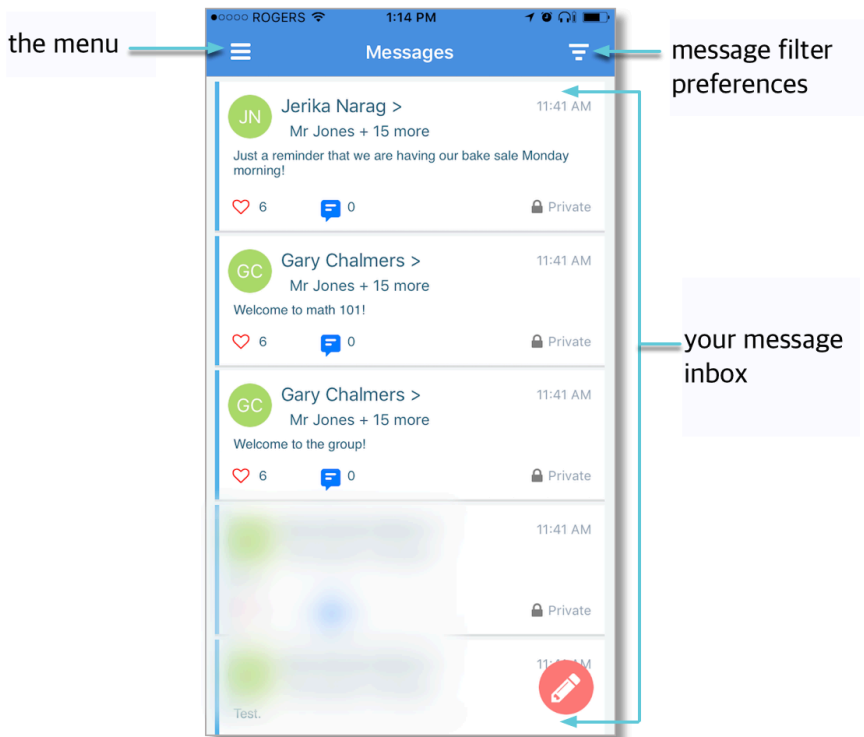 ROGERS 1:14 PM
the menu
Messages
message filter
preferences
JN
Jerika Narag >
11:41 AM
Mr Jones + 15 more
Just a reminder that we are having our bake sale Monday
morning!
6 0 Private
GC
Gary Chalmers >
11:41 AM
Mr Jones + 15 more
Welcome to math 101!
6 0 Private
your message
inbox
GC
Gary Chalmers >
11:41 AM
Mr Jones + 15 more
Welcome to the group!
6 0 Private
11:41 AM
Private
Test.